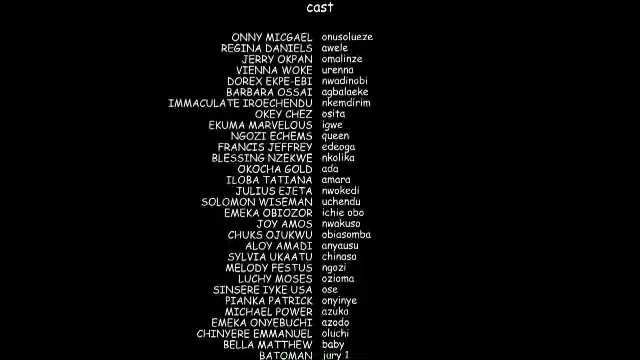 cast
ONNY MICGAEL onusolueze
REGINA DANIELS awele
JERRY OKPAN omalinze
VIENNA WOKE urenna
DOREX EKPE-EBI nwadinobi
BARBARA OSSAI agbalaeke
IMMACULATE IROECHENDU nkemdirim
OKEY CHEZ osita
EKUMA MARVELOUS igwe
NGOZI ECHEMS queen
FRANCIS JEFFREY edeoga
BLESSING NZEKWE nkolika
OKOCHA GOLD ada
ILOBA TATIANA amara
JULIUS EJETA nwokedi
SOLOMON WISEMAN uchendu
EMEKA OBIOZOR ichie obo
JOY AMOS nwakuso
CHUKS OJUKWU obiasomba
ALOY AMADI anyausu
SYLVIA UKAATU chinasa
MELODY FESTUS ngozi
LUCHY MOSES ozioma
SINSERE IYKE USA ose
PIANKA PATRICK onyinye
MICHAEL POWER azuka
EMEKA ONYEBUCHI azodo
CHINYERE EMMANUEL oluchi
BELLA MATTHEW baby
BATOMAN jury 1